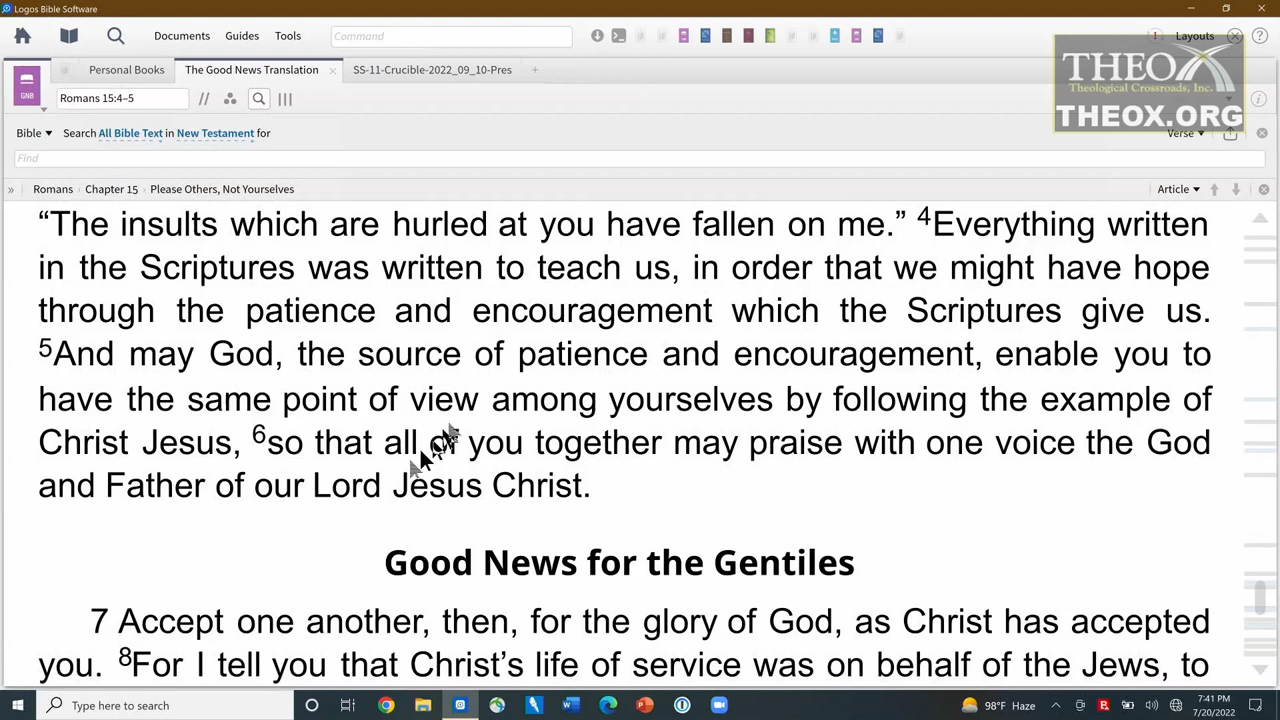 Logos Bible Software
Documents Guides Tools Command Layouts
THEOX
Theological Crossroads, Inc.
THEOX.ORG
Personal Books The Good News Translation SS-11-Crucible-2022_09_10-Pres
GNB
Romans 15:4–5
Bible Search All Bible Text in New Testament for Verse
Find
Romans Chapter 15 Please Others, Not Yourselves Article
“The insults which are hurled at you have fallen on me.” 4Everything written
in the Scriptures was written to teach us, in order that we might have hope
through the patience and encouragement which the Scriptures give us.
5And may God, the source of patience and encouragement, enable you to
have the same point of view among yourselves by following the example of
Christ Jesus, 6so that all of you together may praise with one voice the God
and Father of our Lord Jesus Christ.
Good News for the Gentiles
7 Accept one another, then, for the glory of God, as Christ has accepted
you. 8For I tell you that Christ’s life of service was on behalf of the Jews, to
Type here to search
98°F Haze
7:41 PM
7/20/2022